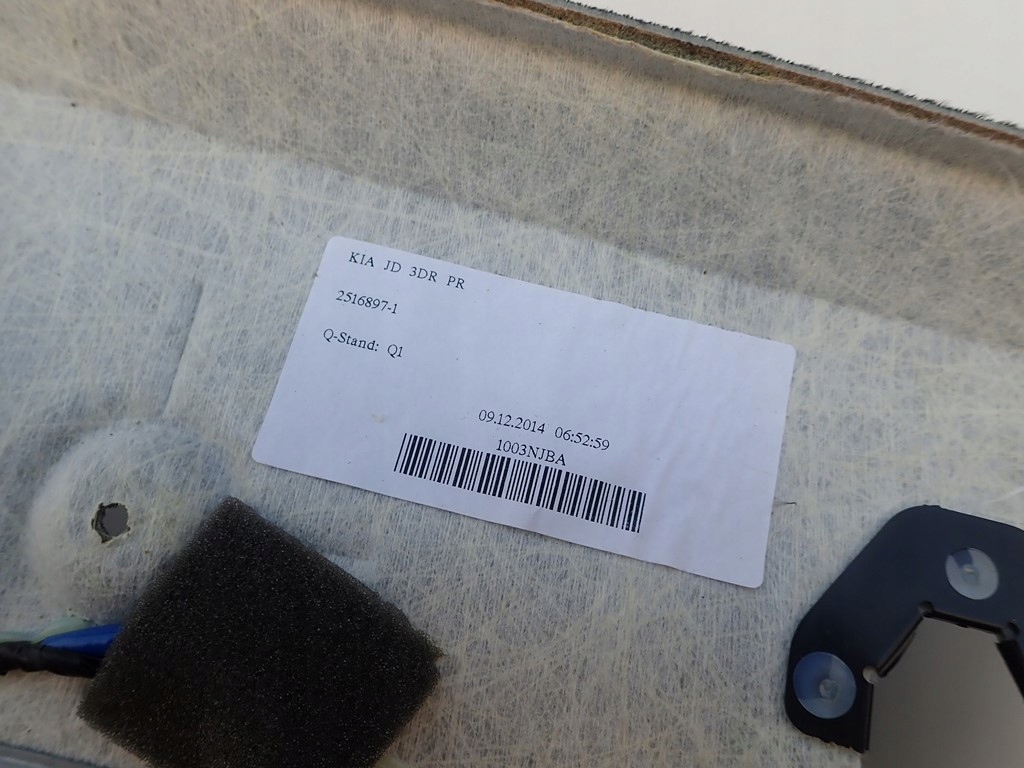 KIA JD 3DR PR
2516897-1
Q-Stand: Q1
09.12.2014 06:52:59
1003NJBA